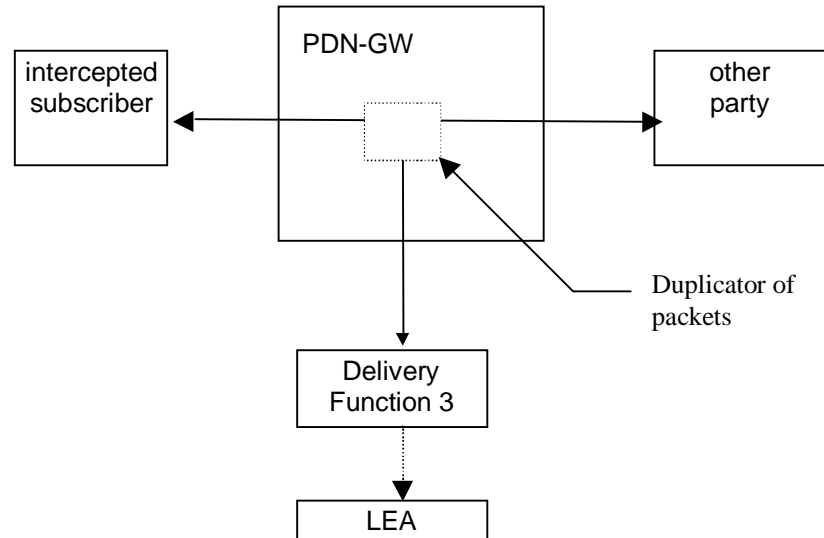 PDN-GW
intercepted
subscriber
other
party
Duplicator of
packets
Delivery
Function 3
LEA